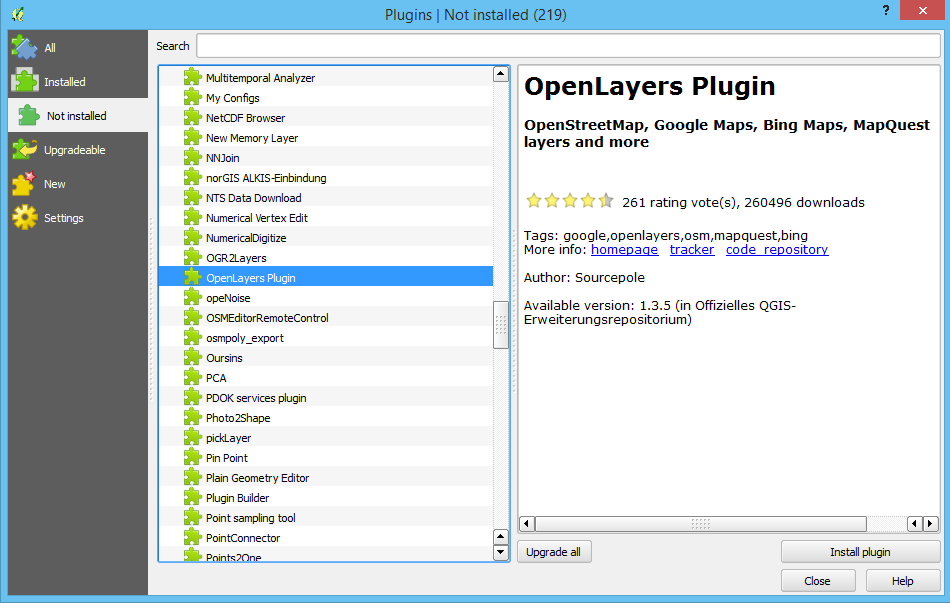 Plugins | Not installed (219)
?
All
Installed
Not installed
Upgradeable
New
Settings
Search
Multitemporal Analyzer
My Configs
NetCDF Browser
New Memory Layer
NNJoin
norGIS ALKIS-Einbindung
NTS Data Download
Numerical Vertex Edit
NumericalDigitize
OGR2Layers
OpenLayers Plugin
opeNoise
OSMEditorRemoteControl
osmpoly_export
Oursins
PCA
PDOK services plugin
Photo2Shape
pickLayer
Pin Point
Plain Geometry Editor
Plugin Builder
Point sampling tool
PointConnector
Points2One
OpenLayers Plugin
OpenStreetMap, Google Maps, Bing Maps, MapQuest
layers and more
261 rating vote(s), 260496 downloads
Tags: google,openlayers,osm,mapquest,bing
More info: homepage tracker code_repository
Author: Sourcepole
Available version: 1.3.5 (in Offizielles QGIS-
Erweiterungsrepositorium)
Upgrade all
Install plugin
Close
Help